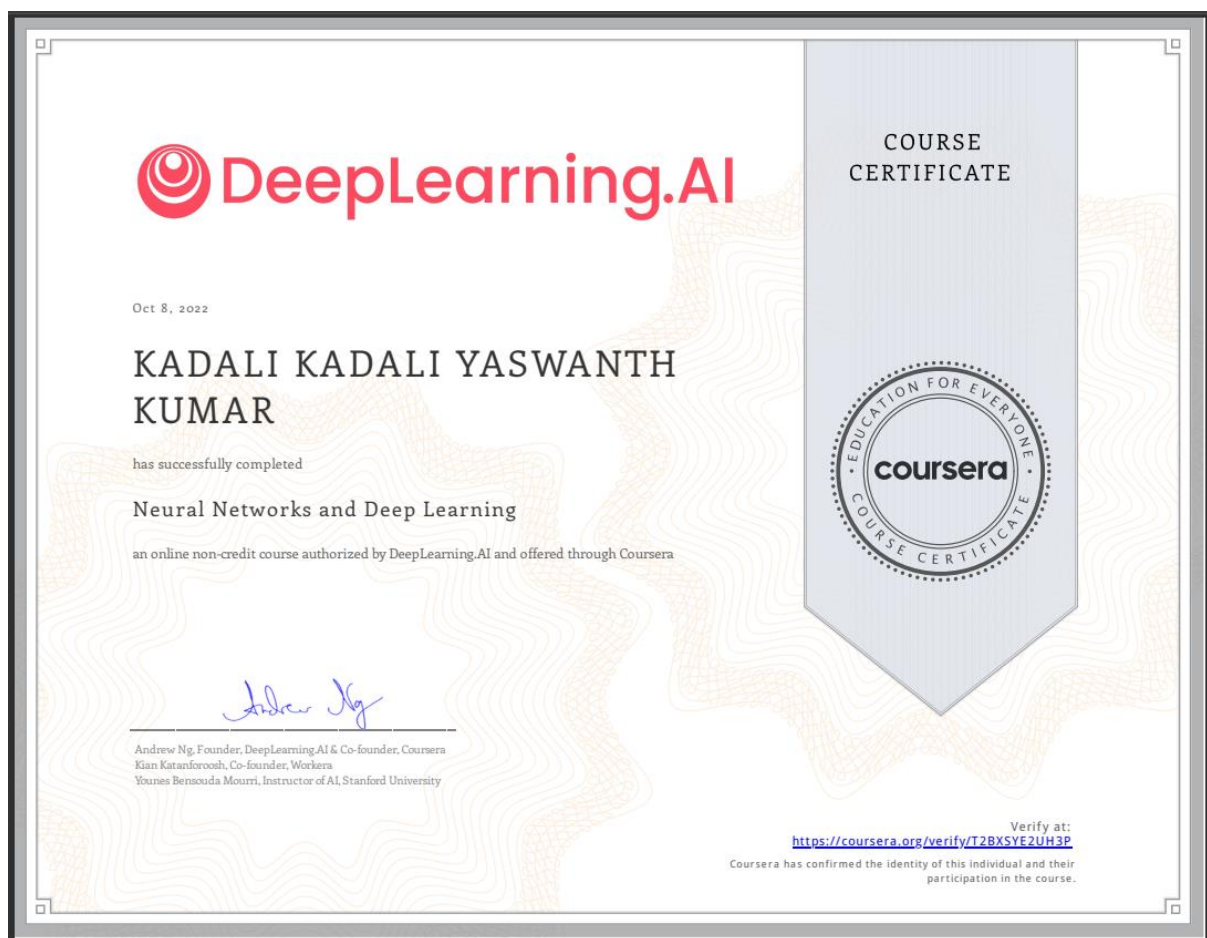 DeepLearning.AI
COURSE
CERTIFICATE
Oct 8, 2022
KADALI KADALI YASWANTH
KUMAR
has successfully completed
Neural Networks and Deep Learning
an online non-credit course authorized by DeepLearning.AI and offered through Coursera
EDUCATION FOR EVERYONE
coursera
COURSE CERTIFICATE
Andrew Ng
Andrew Ng, Founder, DeepLearning.AI & Co-founder, Coursera
Kian Katanforoosh, Co-founder, Workera
Younes Bensouda Mourri, Instructor of AI, Stanford University
Verify at:
https://coursera.org/verify/T2BXSYE2UH3P
Coursera has confirmed the identity of this individual and their
participation in the course.